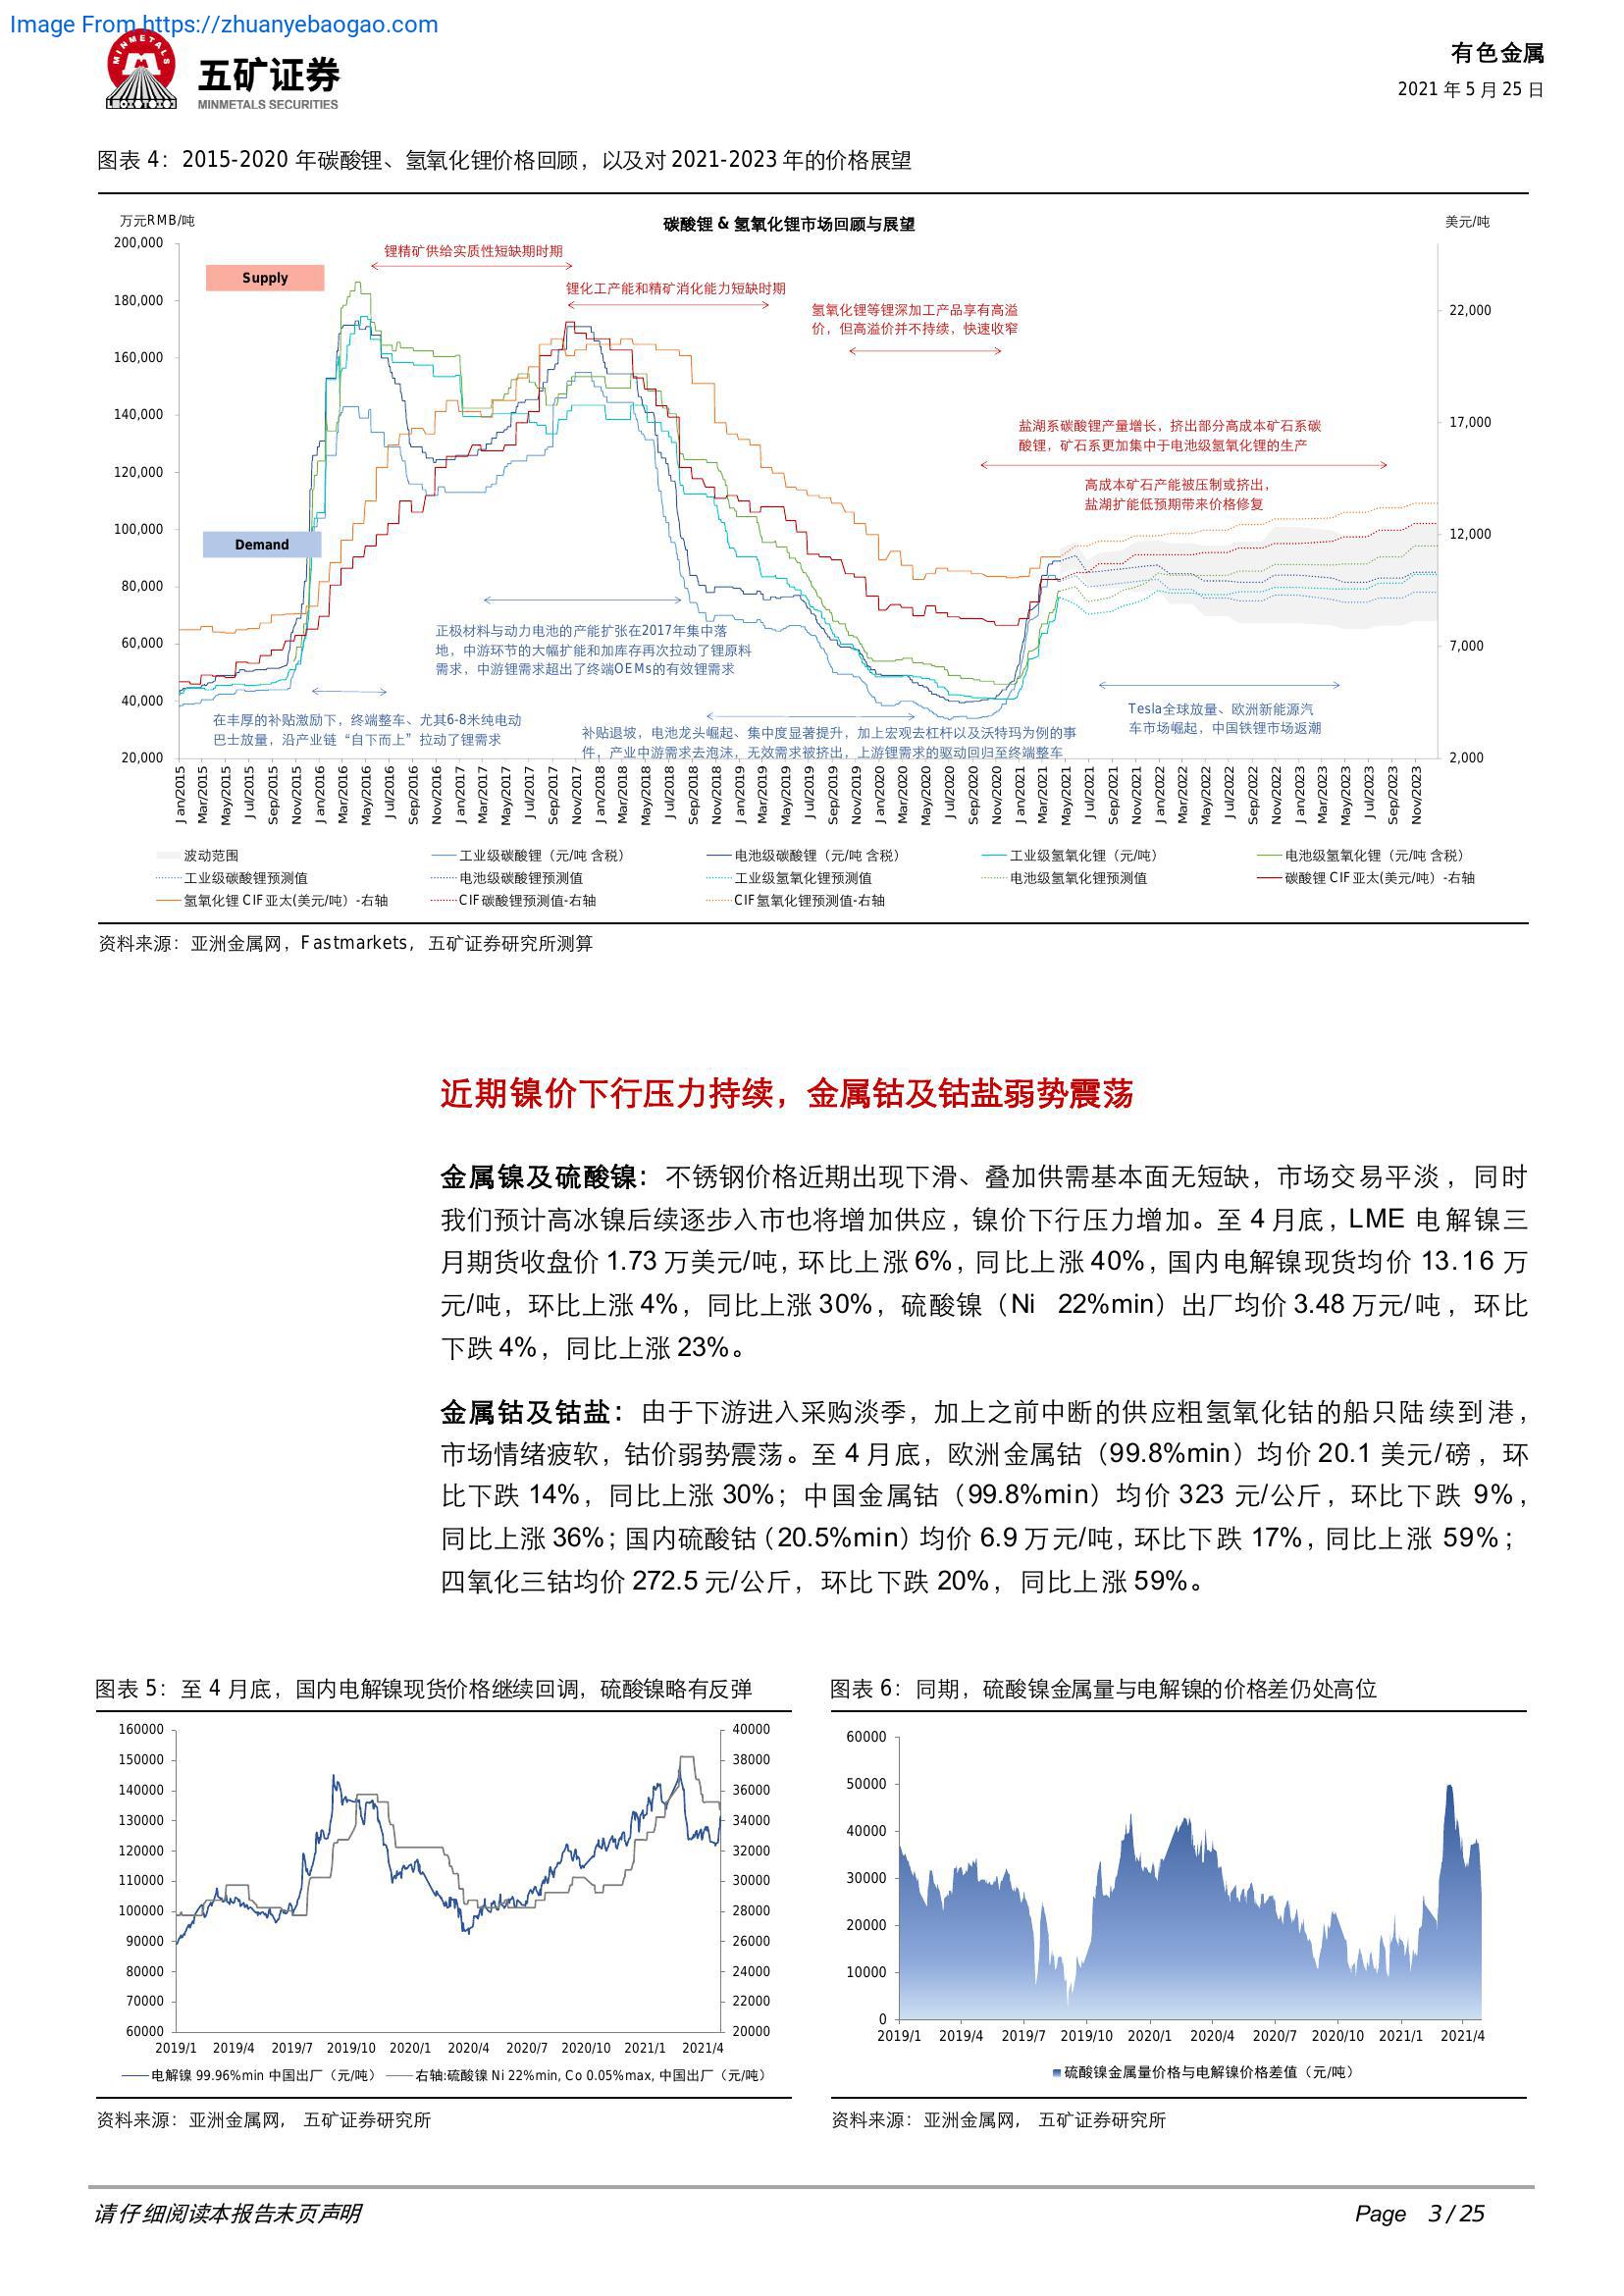 Image From https://zhuanyebaogao.com
MINMETALS
五矿证券
MINMETALS SECURITIES
有色金属
2021 年 5 月 25 日
图表 4：2015-2020 年碳酸锂、氢氧化锂价格回顾，以及对 2021-2023 年的价格展望
万元RMB/吨
碳酸锂 & 氢氧化锂市场回顾与展望
美元/吨
200,000
180,000
160,000
140,000
120,000
100,000
80,000
60,000
40,000
20,000
22,000
17,000
12,000
7,000
2,000
Supply
锂精矿供给实质性短缺期时期
锂化工产能和精矿消化能力短缺时期
氢氧化锂等锂深加工产品享有高溢
价，但高溢价并不持续，快速收窄
盐湖系碳酸锂产量增长，挤出部分高成本矿石系碳
酸锂，矿石系更加集中于电池级氢氧化锂的生产
高成本矿石产能被压制或挤出，
盐湖扩能低预期带来价格修复
Demand
正极材料与动力电池的产能扩张在2017年集中落
地，中游环节的大幅扩能和加库存再次拉动了锂原料
需求，中游锂需求超出了终端OEMs的有效锂需求
在丰厚的补贴激励下，终端整车、尤其6-8米纯电动
巴士放量，沿产业链“自下而上”拉动了锂需求
补贴退坡，电池龙头崛起、集中度显著提升，加上宏观去杠杆以及沃特玛为例的事
件，产业中游需求去泡沫，无效需求被挤出，上游锂需求的驱动回归至终端整车
Tesla全球放量、欧洲新能源汽
车市场崛起，中国铁锂市场返潮
Jan/2015 Mar/2015 May/2015 Jul/2015 Sep/2015 Nov/2015 Jan/2016 Mar/2016 May/2016 Jul/2016 Sep/2016 Nov/2016 Jan/2017 Mar/2017 May/2017 Jul/2017 Sep/2017 Nov/2017 Jan/2018 Mar/2018 May/2018 Jul/2018 Sep/2018 Nov/2018 Jan/2019 Mar/2019 May/2019 Jul/2019 Sep/2019 Nov/2019 Jan/2020 Mar/2020 May/2020 Jul/2020 Sep/2020 Nov/2020 Jan/2021 Mar/2021 May/2021 Jul/2021 Sep/2021 Nov/2021 Jan/2022 Mar/2022 May/2022 Jul/2022 Sep/2022 Nov/2022 Jan/2023 Mar/2023 May/2023 Jul/2023 Sep/2023 Nov/2023
波动范围 工业级碳酸锂（元/吨 含税） 电池级碳酸锂（元/吨 含税） 工业级氢氧化锂（元/吨） 电池级氢氧化锂（元/吨 含税）
工业级碳酸锂预测值 电池级碳酸锂预测值 工业级氢氧化锂预测值 电池级氢氧化锂预测值 碳酸锂 CIF 亚太(美元/吨）-右轴
氢氧化锂 CIF亚太(美元/吨）-右轴 CIF碳酸锂预测值-右轴 CIF氢氧化锂预测值-右轴
资料来源：亚洲金属网，Fastmarkets，五矿证券研究所测算
近期镍价下行压力持续，金属钴及钴盐弱势震荡
金属镍及硫酸镍：不锈钢价格近期出现下滑、叠加供需基本面无短缺，市场交易平淡，同时
我们预计高冰镍后续逐步入市也将增加供应，镍价下行压力增加。至 4 月底，LME 电解镍三
月期货收盘价 1.73 万美元/吨，环比上涨 6%，同比上涨 40%，国内电解镍现货均价 13.16 万
元/吨，环比上涨 4%，同比上涨 30%，硫酸镍（Ni 22%min）出厂均价 3.48 万元/吨，环比
下跌 4%，同比上涨 23%。
金属钴及钴盐：由于下游进入采购淡季，加上之前中断的供应粗氢氧化钴的船只陆续到港，
市场情绪疲软，钴价弱势震荡。至 4 月底，欧洲金属钴（99.8%min）均价 20.1 美元/磅，环
比下跌 14%，同比上涨 30%；中国金属钴（99.8%min）均价 323 元/公斤，环比下跌 9%，
同比上涨 36%；国内硫酸钴（20.5%min）均价 6.9 万元/吨，环比下跌 17%，同比上涨 59%；
四氧化三钴均价 272.5 元/公斤，环比下跌 20%，同比上涨 59%。
图表 5：至 4 月底，国内电解镍现货价格继续回调，硫酸镍略有反弹
160000
150000
140000
130000
120000
110000
100000
90000
80000
70000
60000
40000
38000
36000
34000
32000
30000
28000
26000
24000
22000
20000
2019/1 2019/4 2019/7 2019/10 2020/1 2020/4 2020/7 2020/10 2021/1 2021/4
电解镍 99.96%min 中国出厂（元/吨） 右轴:硫酸镍 Ni 22%min, Co 0.05%max, 中国出厂（元/吨）
资料来源：亚洲金属网， 五矿证券研究所
图表 6：同期，硫酸镍金属量与电解镍的价格差仍处高位
60000
50000
40000
30000
20000
10000
0
2019/1 2019/4 2019/7 2019/10 2020/1 2020/4 2020/7 2020/10 2021/1 2021/4
硫酸镍金属量价格与电解镍价格差值（元/吨）
资料来源：亚洲金属网， 五矿证券研究所
请仔细阅读本报告末页声明
Page 3 / 25